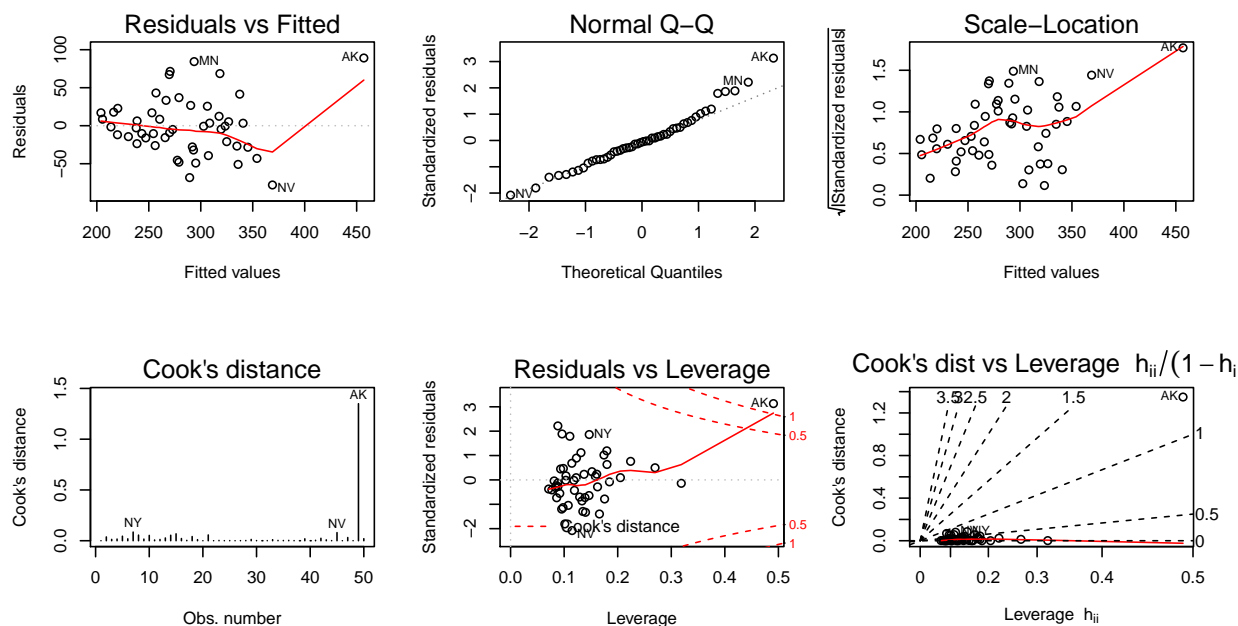 Residuals vs Fitted
Residuals
100
50
0
−50
MN
AK
NV
200 250 300 350 400 450
Fitted values
Normal Q−Q
Standardized residuals
3
2
1
0
−2
MN
AK
NV
−2 −1 0 1 2
Theoretical Quantiles
Scale−Location
√|Standardized residuals|
1.5
1.0
0.5
0.0
MN
NV
AK
200 250 300 350 400 450
Fitted values
Cook's distance
Cook's distance
1.5
1.0
0.5
0.0
NY
NV
AK
0 10 20 30 40 50
Obs. number
Residuals vs Leverage
Standardized residuals
3
2
1
0
−2
AK
NY
NV
Cook's distance
1
0.5
0.5
1
0.0 0.1 0.2 0.3 0.4 0.5
Leverage
Cook's dist vs Leverage hii/(1 − hi
Cook's distance
1.2
0.8
0.4
0.0
3.5 3 2.5 2 1.5
AK
1
0.5
0
NY
0 0.2 0.3 0.4 0.5
Leverage hii